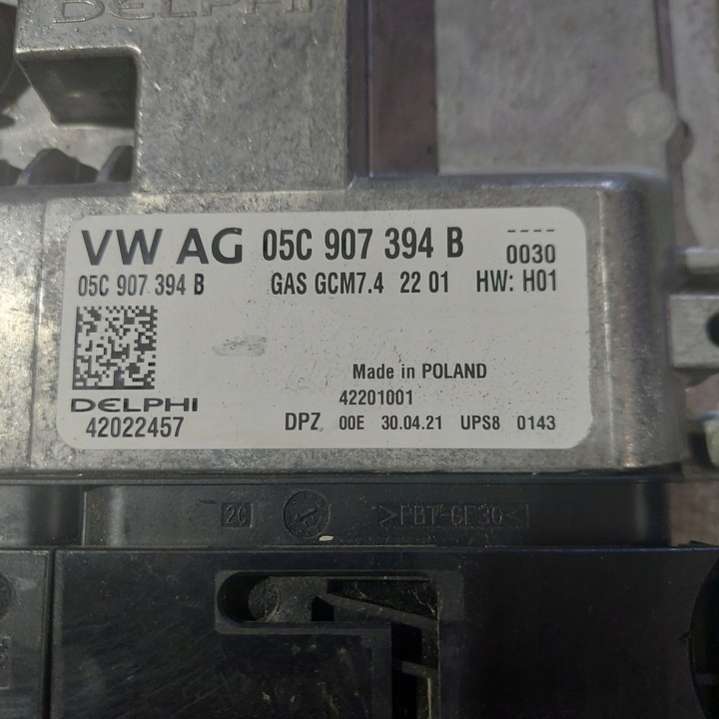 DELPHI
VW AG 05C 907 394 B ----
0030
05C 907 394 B GAS GCM7.4 22 01 HW: H01
Made in POLAND
DELPHI 42201001
42022457 DPZ 00E 30.04.21 UPS8 0143
>PBT-GF30<